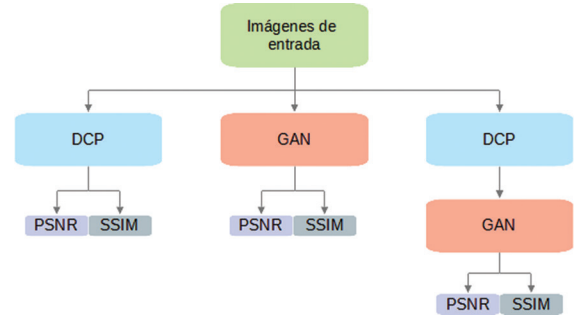 Imágenes de
entrada
DCP
GAN
DCP
PSNR SSIM
PSNR SSIM
GAN
PSNR SSIM